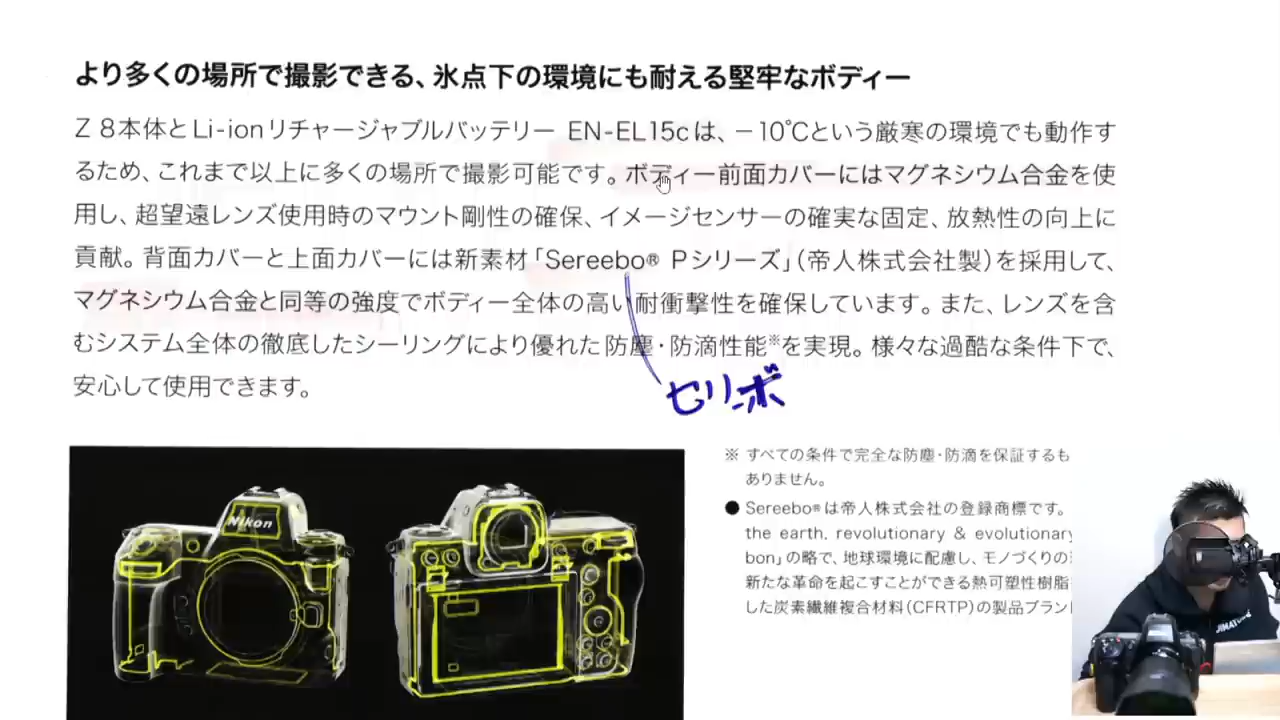 より多くの場所で撮影できる、氷点下の環境にも耐える堅牢なボディー
Z 8本体とLi-ionリチャージャブルバッテリー EN-EL15cは、－10℃という厳寒の環境でも動作す
るため、これまで以上に多くの場所で撮影可能です。ボディー前面カバーにはマグネシウム合金を使
用し、超望遠レンズ使用時のマウント剛性の確保、イメージセンサーの確実な固定、放熱性の向上に
貢献。背面カバーと上面カバーには新素材「Sereebo® Pシリーズ」（帝人株式会社製）を採用して、
マグネシウム合金と同等の強度でボディー全体の高い耐衝撃性を確保しています。また、レンズを含
むシステム全体の徹底したシーリングにより優れた防塵・防滴性能※を実現。様々な過酷な条件下で、
安心して使用できます。
セリーボ
※ すべての条件で完全な防塵・防滴を保証するも
ありません。
● Sereebo®は帝人株式会社の登録商標です。
the earth, revolutionary & evolutionary
bon」の略で、地球環境に配慮し、モノづくりの
新たな革命を起こすことができる熱可塑性樹脂
した炭素繊維複合材料（CFRTP）の製品ブラン
Nikon